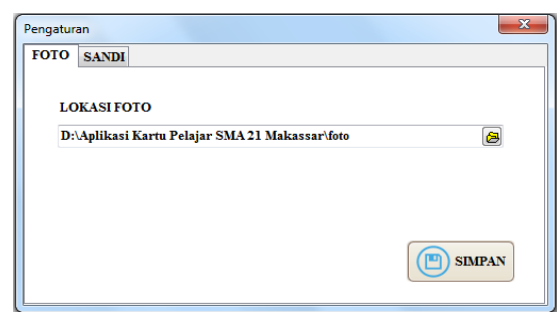 Pengaturan
FOTO SANDI
LOKASI FOTO
D:\Aplikasi Kartu Pelajar SMA 21 Makassar\foto
SIMPAN